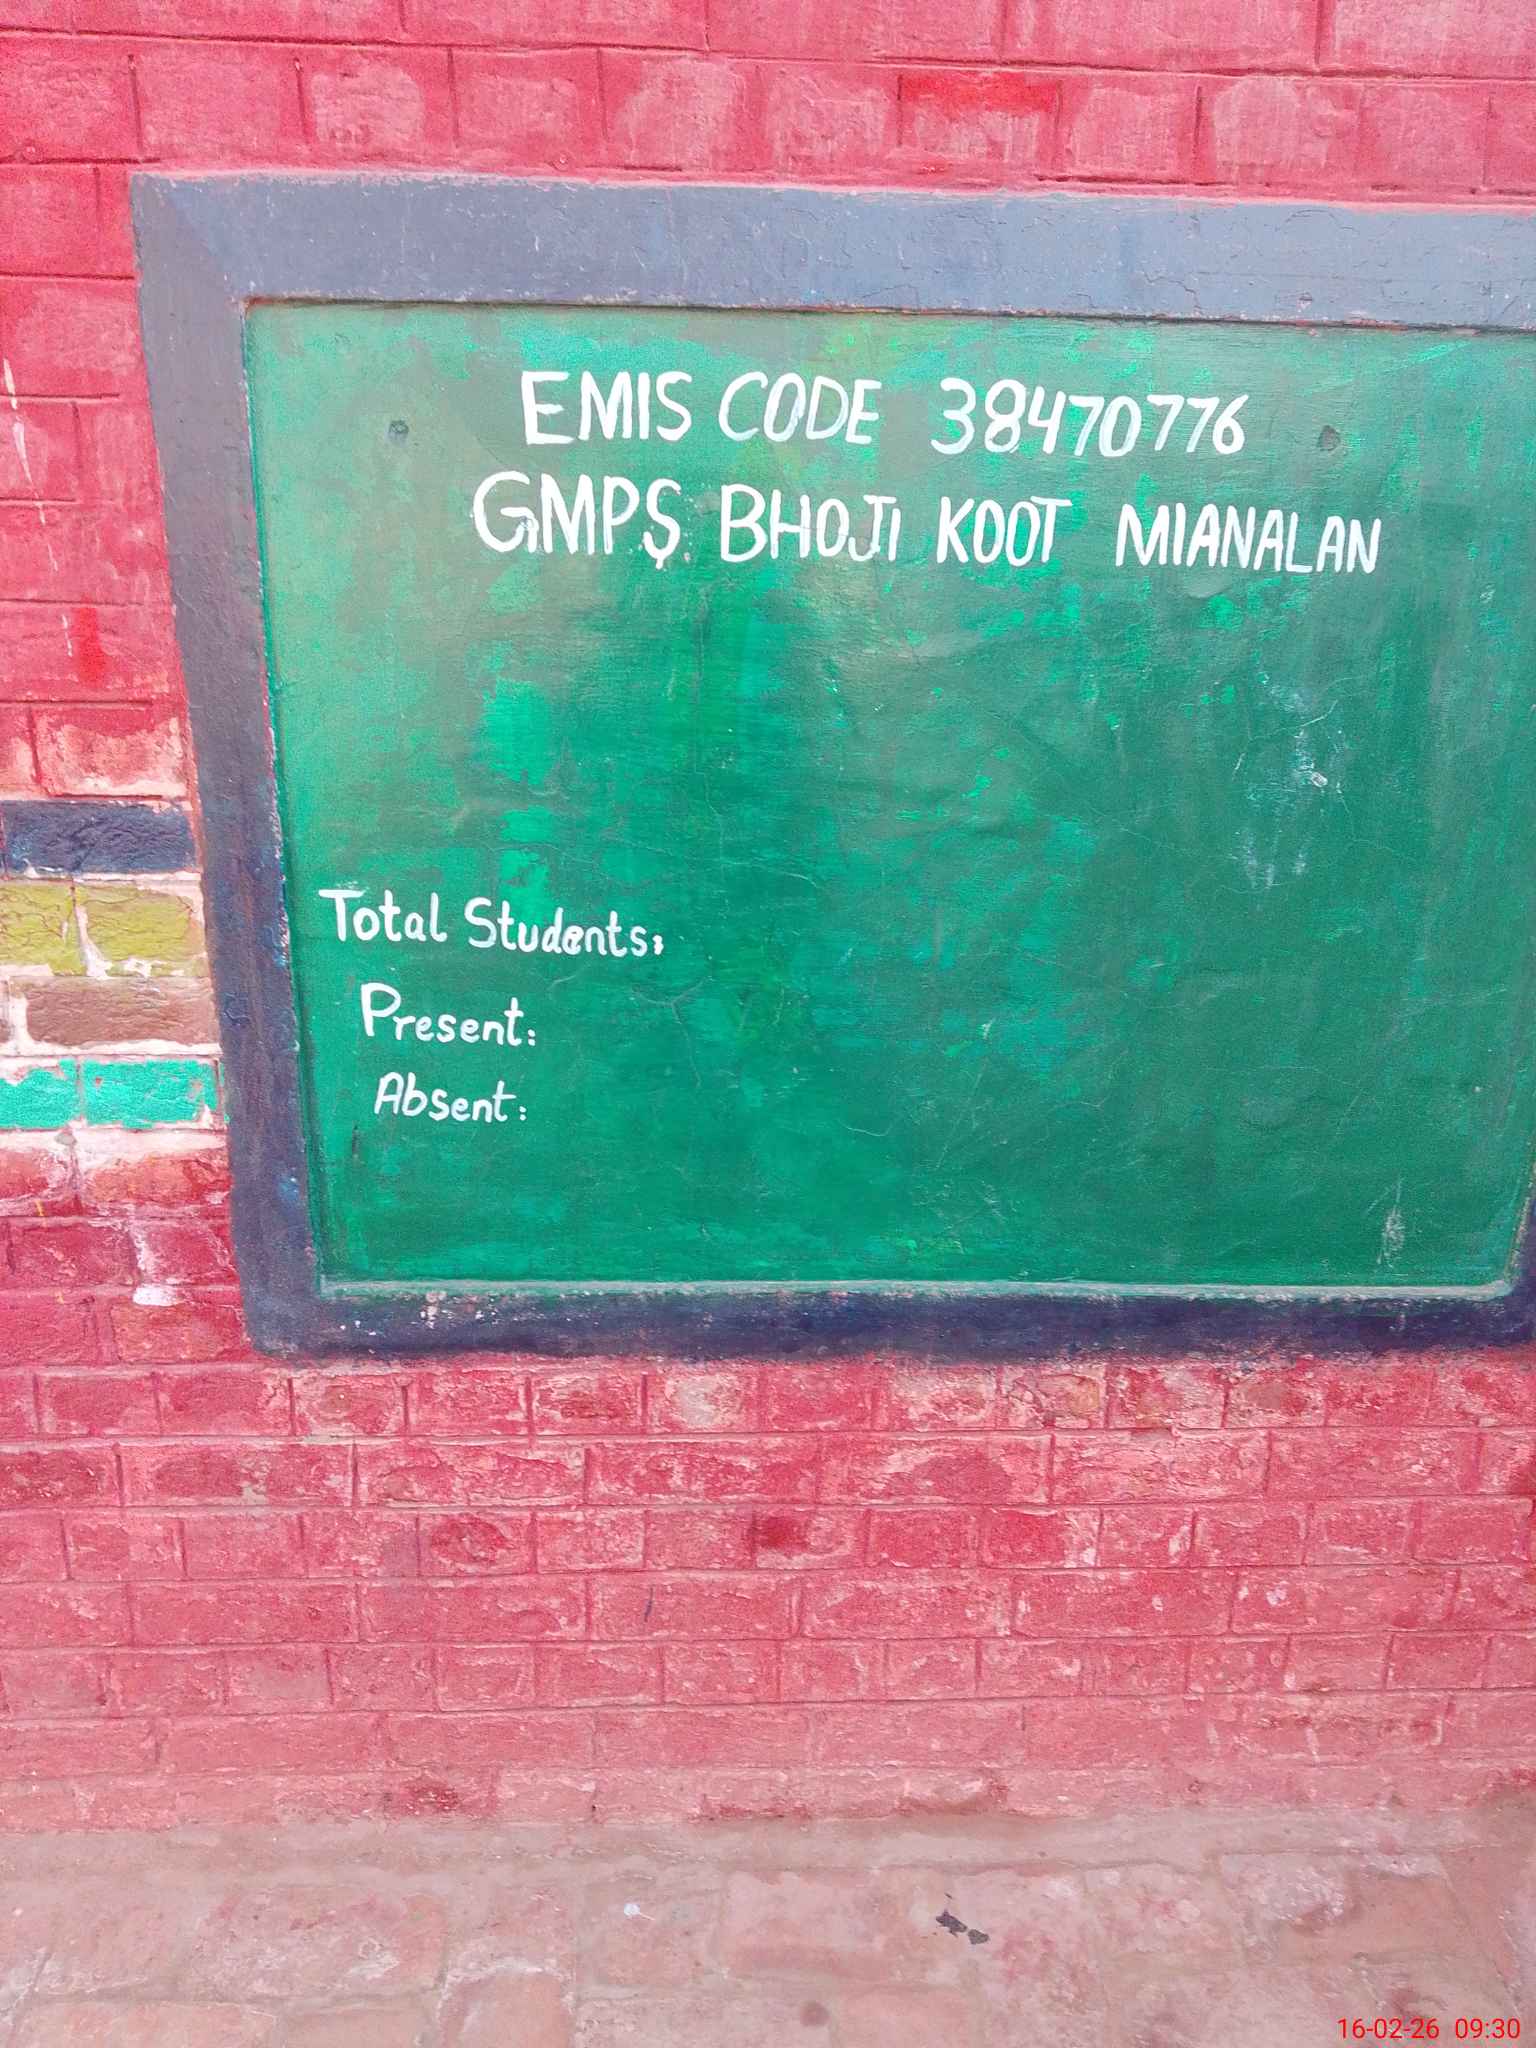 EMIS CODE 38470776
GMPS BHOJI KOOT MIANALAN
Total Students:
Present:
Absent:
16-02-26 09:30